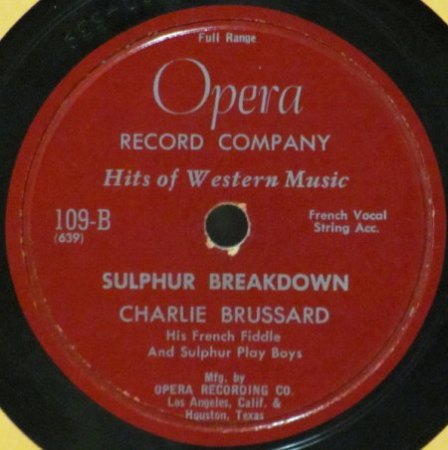 Full Range
Opera
RECORD COMPANY
Hits of Western Music
109-B
(639)
French Vocal
String Acc.
SULPHUR BREAKDOWN
CHARLIE BRUSSARD
His French Fiddle
And Sulphur Play Boys
Mfg. by
OPERA RECORDING CO.
Los Angeles, Calif. &
Houston, Texas